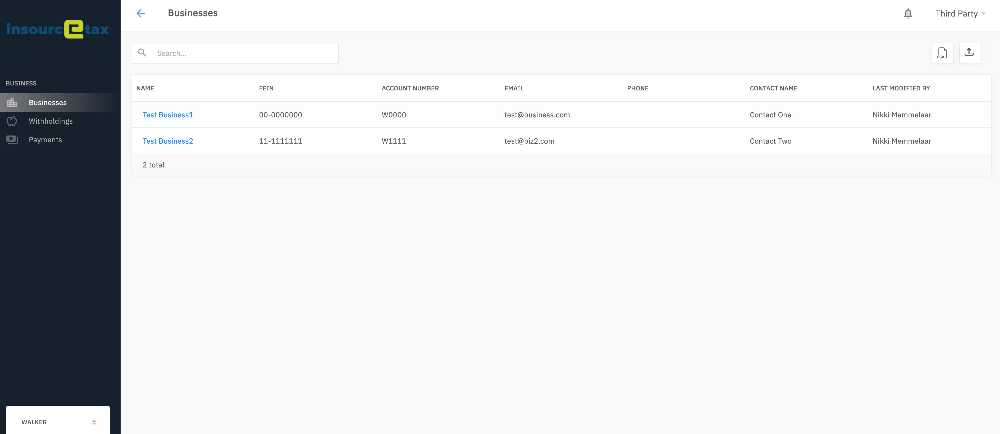 insourcetax
Businesses
Third Party
Search...
CSV
BUSINESS
Businesses
Withholdings
Payments
NAME FEIN ACCOUNT NUMBER EMAIL PHONE CONTACT NAME LAST MODIFIED BY
Test Business1 00-0000000 W0000 test@business.com Contact One Nikki Memmelaar
Test Business2 11-1111111 W1111 test@biz2.com Contact Two Nikki Memmelaar
2 total
WALKER